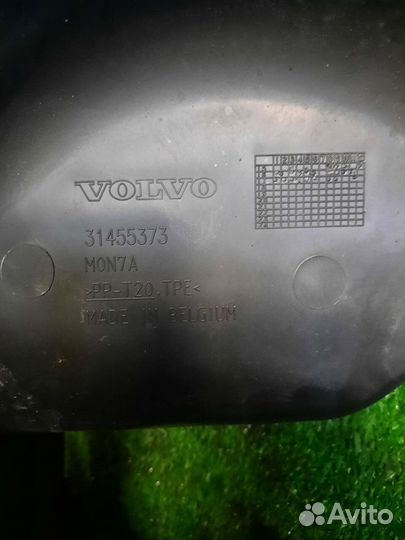 VOLVO
31455373
MON7A
>PP-T20.TPE<
MADE IN BELGIUM
Avito